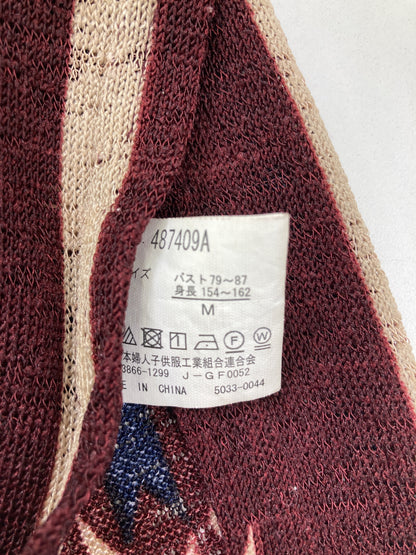 487409A
イズ
バスト79〜87
身長154〜162
M
F W
本婦人子供服工業組合連合会
3866-1299 J-GF0052
E IN CHINA 5033-0044